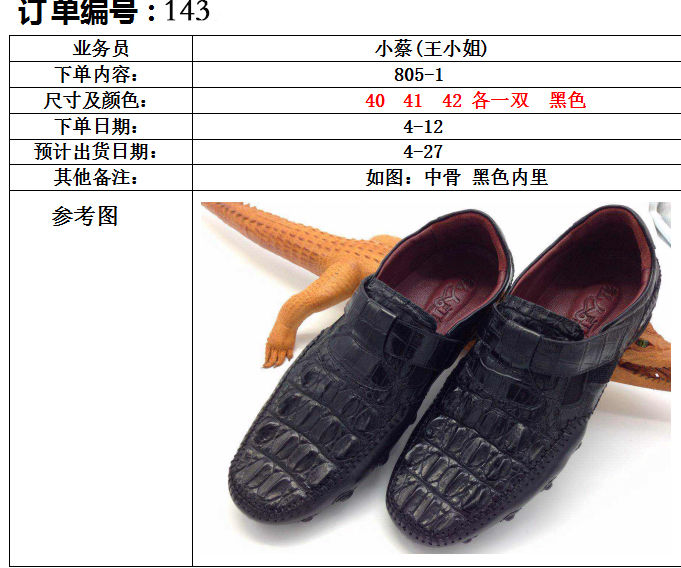 订单编号：143
业务员 小蔡(王小姐)
下单内容： 805-1
尺寸及颜色： 40 41 42 各一双 黑色
下单日期： 4-12
预计出货日期： 4-27
其他备注： 如图：中骨 黑色内里
参考图